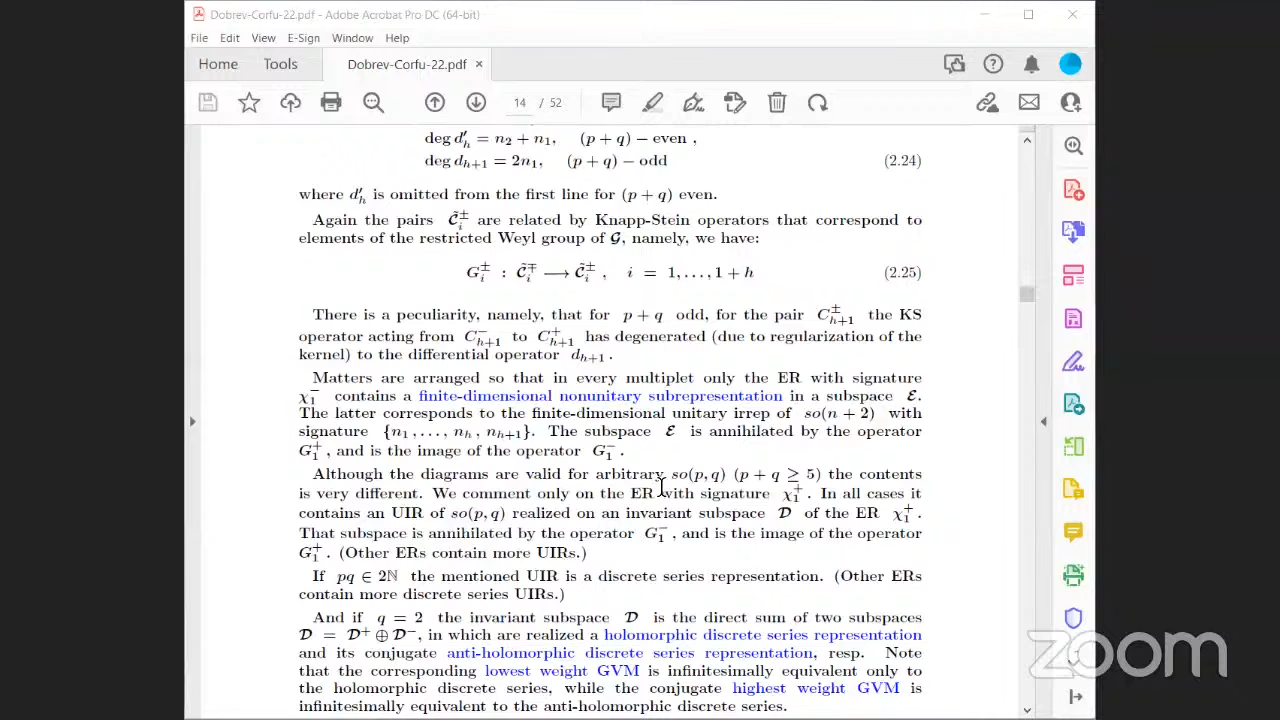 Dobrev-Corfu-22.pdf - Adobe Acrobat Pro DC (64-bit)
File Edit View E-Sign Window Help
Home Tools Dobrev-Corfu-22.pdf ×
14 / 52
deg d′_h = n_2 + n_1, (p + q) − even ,
deg d_{h+1} = 2n_1, (p + q) − odd (2.24)
where d′_h is omitted from the first line for (p + q) even.
Again the pairs C̃_i^± are related by Knapp-Stein operators that correspond to
elements of the restricted Weyl group of G, namely, we have:
G_i^± : C̃_i^∓ ⟶ C̃_i^± , i = 1, . . . , 1 + h (2.25)
There is a peculiarity, namely, that for p + q odd, for the pair C_{h+1}^± the KS
operator acting from C_{h+1}^− to C_{h+1}^+ has degenerated (due to regularization of the
kernel) to the differential operator d_{h+1} .
Matters are arranged so that in every multiplet only the ER with signature
χ_1^− contains a finite-dimensional nonunitary subrepresentation in a subspace E.
The latter corresponds to the finite-dimensional unitary irrep of so(n + 2) with
signature {n_1, . . . , n_h , n_{h+1}}. The subspace E is annihilated by the operator
G_1^+ , and is the image of the operator G_1^− .
Although the diagrams are valid for arbitrary so(p, q) (p + q ≥ 5) the contents
is very different. We comment only on the ER with signature χ_1^+ . In all cases it
contains an UIR of so(p, q) realized on an invariant subspace D of the ER χ_1^+ .
That subspace is annihilated by the operator G_1^− , and is the image of the operator
G_1^+ . (Other ERs contain more UIRs.)
If pq ∈ 2ℕ the mentioned UIR is a discrete series representation. (Other ERs
contain more discrete series UIRs.)
And if q = 2 the invariant subspace D is the direct sum of two subspaces
D = D^+ ⊕ D^− , in which are realized a holomorphic discrete series representation
and its conjugate anti-holomorphic discrete series representation, resp. Note
that the corresponding lowest weight GVM is infinitesimally equivalent only to
the holomorphic discrete series, while the conjugate highest weight GVM is
infinitesimally equivalent to the anti-holomorphic discrete series.
zoom